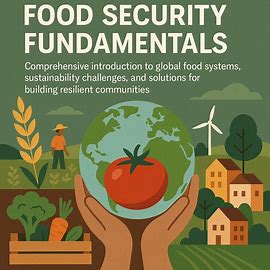 FOOD SECURITY
FUNDAMENTALS
Comprehensive introduction to global food systems,
sustainability challenges, and solutions for
building resilient communities